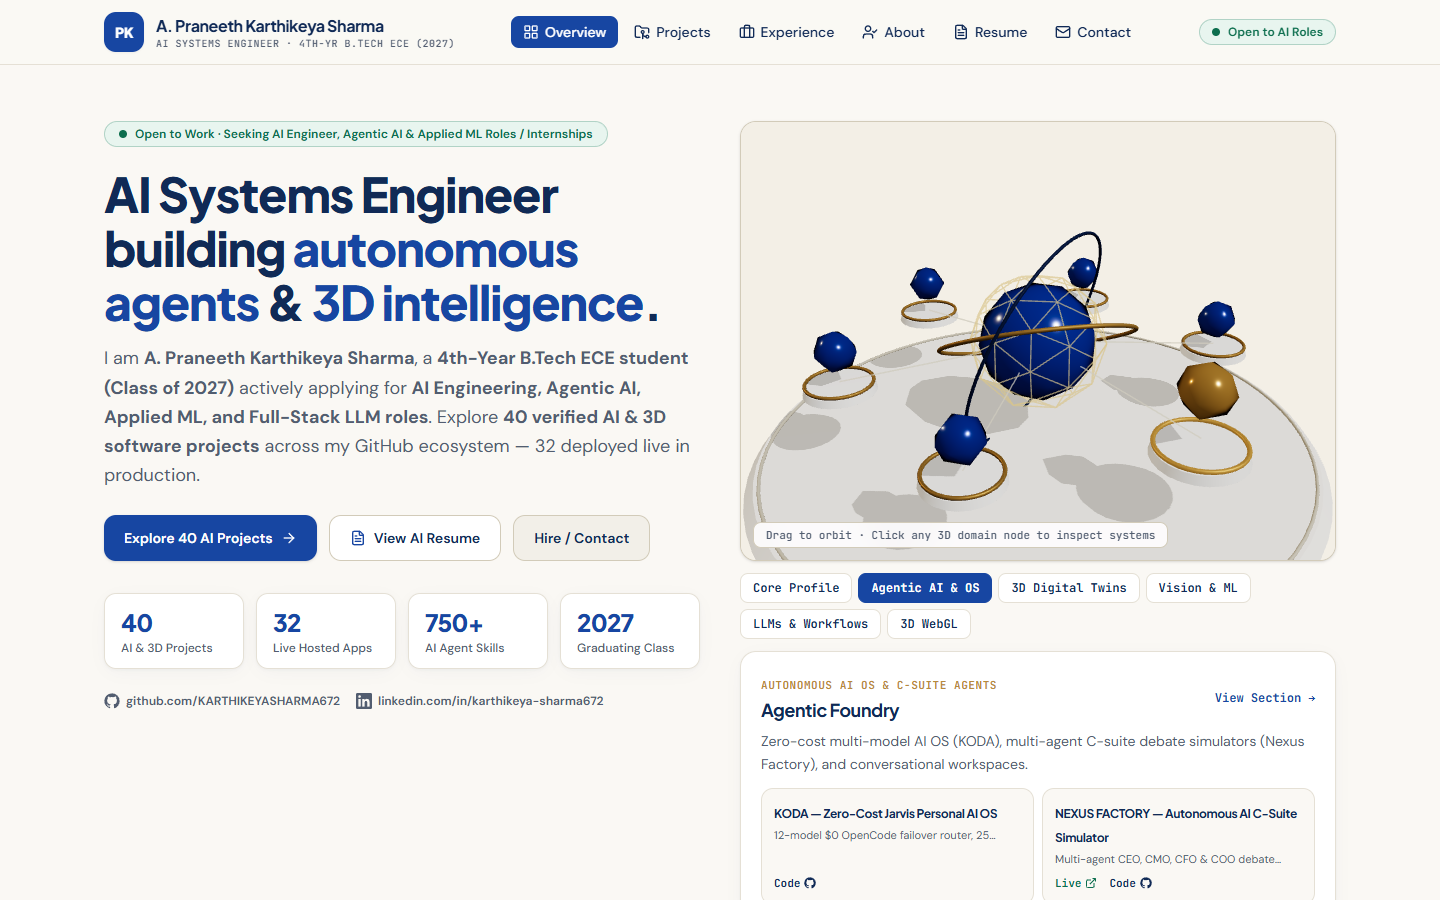 PK
A. Praneeth Karthikeya Sharma
AI SYSTEMS ENGINEER · 4TH-YR B.TECH ECE (2027)
Overview
Projects
Experience
About
Resume
Contact
Open to AI Roles
Open to Work · Seeking AI Engineer, Agentic AI & Applied ML Roles / Internships
AI Systems Engineer
building autonomous
agents & 3D intelligence.
I am A. Praneeth Karthikeya Sharma, a 4th-Year B.Tech ECE student
(Class of 2027) actively applying for AI Engineering, Agentic AI,
Applied ML, and Full-Stack LLM roles. Explore 40 verified AI & 3D
software projects across my GitHub ecosystem — 32 deployed live in
production.
Explore 40 AI Projects →
View AI Resume
Hire / Contact
40
AI & 3D Projects
32
Live Hosted Apps
750+
AI Agent Skills
2027
Graduating Class
github.com/KARTHIKEYASHARMA672
linkedin.com/in/karthikeya-sharma672
Drag to orbit · Click any 3D domain node to inspect systems
Core Profile
Agentic AI & OS
3D Digital Twins
Vision & ML
LLMs & Workflows
3D WebGL
AUTONOMOUS AI OS & C-SUITE AGENTS
Agentic Foundry
View Section →
Zero-cost multi-model AI OS (KODA), multi-agent C-suite debate simulators (Nexus
Factory), and conversational workspaces.
KODA — Zero-Cost Jarvis Personal AI OS
12-model $0 OpenCode failover router, 25...
Code
NEXUS FACTORY — Autonomous AI C-Suite
Simulator
Multi-agent CEO, CMO, CFO & COO debate...
Live
Code